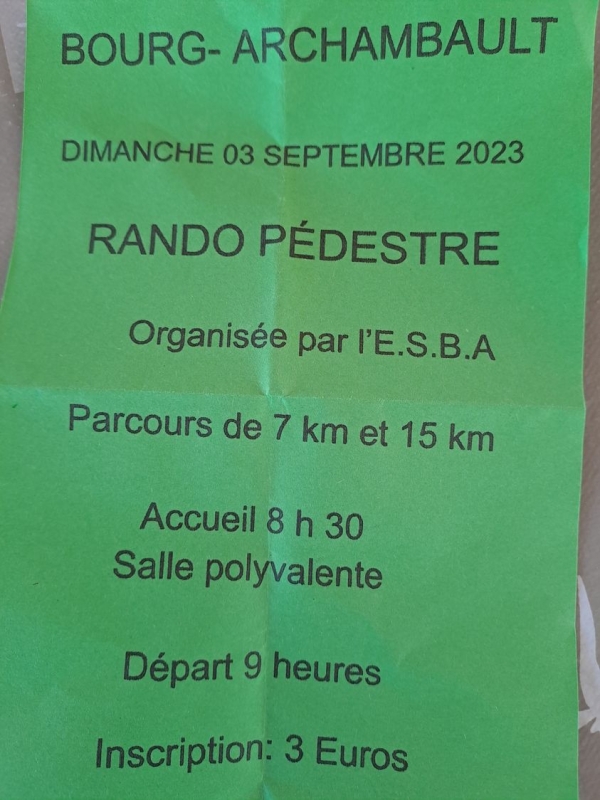 BOURG- ARCHAMBAULT
DIMANCHE 03 SEPTEMBRE 2023
RANDO PÉDESTRE
Organisée par l'E.S.B.A
Parcours de 7 km et 15 km
Accueil 8 h 30
Salle polyvalente
Départ 9 heures
Inscription: 3 Euros